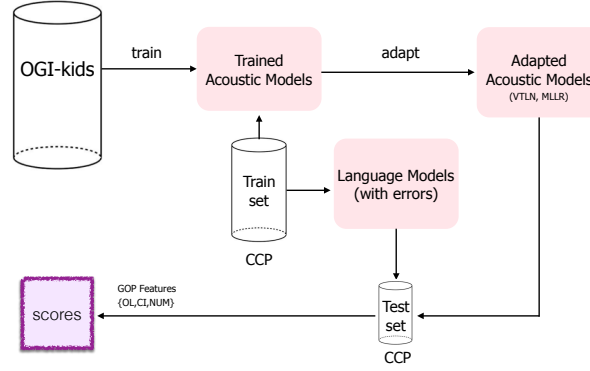 OGI-kids
train
Trained
Acoustic Models
adapt
Adapted
Acoustic Models
(VTLN, MLLR)
Train
set
CCP
Language Models
(with errors)
GOP Features
{OL,CI,NUM}
scores
Test
set
CCP